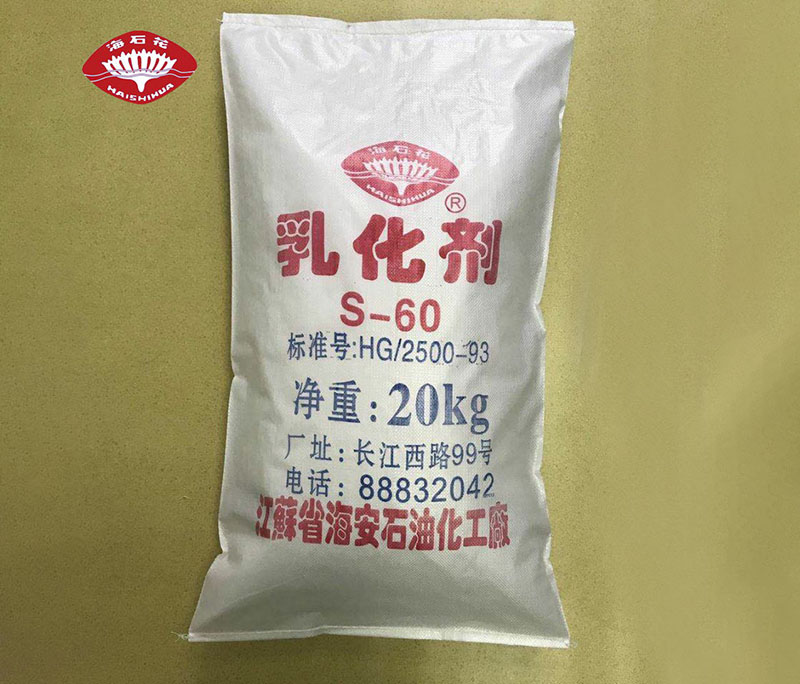 海石花
HAISHIHUA
海石花
HAISHIHUA
®
乳化剂
S-60
标准号:HG/2500-93
净重：20kg
厂址：长江西路99号
电话：88832042
江蘇省海安石油化工廠